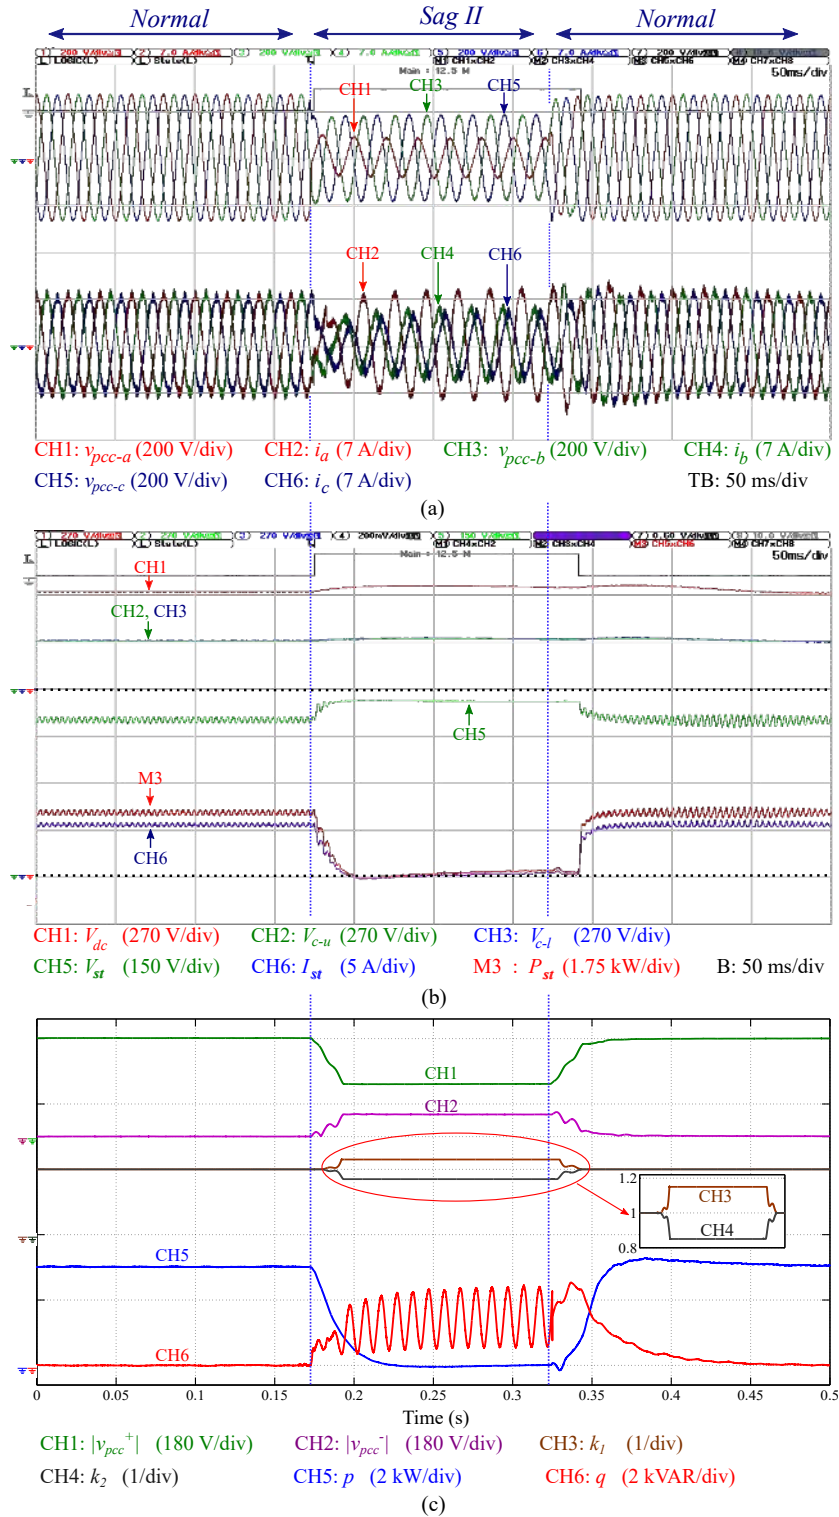 Normal Sag II Normal
50ms/div
CH1 CH3 CH5
CH2 CH4 CH6
CH1: vpcc-a (200 V/div) CH2: ia (7 A/div) CH3: vpcc-b (200 V/div) CH4: ib (7 A/div)
CH5: vpcc-c (200 V/div) CH6: ic (7 A/div) TB: 50 ms/div
(a)
50ms/div
CH1
CH2, CH3
CH5
M3
CH6
CH1: Vdc (270 V/div) CH2: Vc-u (270 V/div) CH3: Vc-l (270 V/div)
CH5: Vst (150 V/div) CH6: Ist (5 A/div) M3 : Pst (1.75 kW/div) B: 50 ms/div
(b)
CH1
CH2
1.2
CH3
1
CH4
0.8
CH5
CH6
0 0.05 0.1 0.15 0.2 0.25 0.3 0.35 0.4 0.45 0.5
Time (s)
CH1: |vpcc+| (180 V/div) CH2: |vpcc-| (180 V/div) CH3: k1 (1/div)
CH4: k2 (1/div) CH5: p (2 kW/div) CH6: q (2 kVAR/div)
(c)